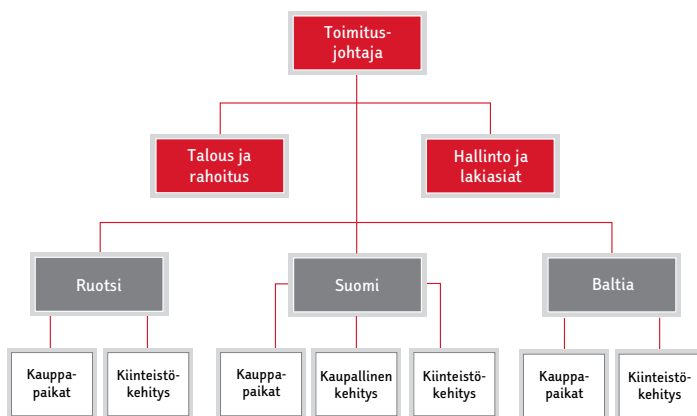 Toimitus-
johtaja
Talous ja
rahoitus
Hallinto ja
lakiasiat
Ruotsi
Suomi
Baltia
Kauppa-
paikat
Kiinteistö-
kehitys
Kauppa-
paikat
Kaupallinen
kehitys
Kiinteistö-
kehitys
Kauppa-
paikat
Kiinteistö-
kehitys